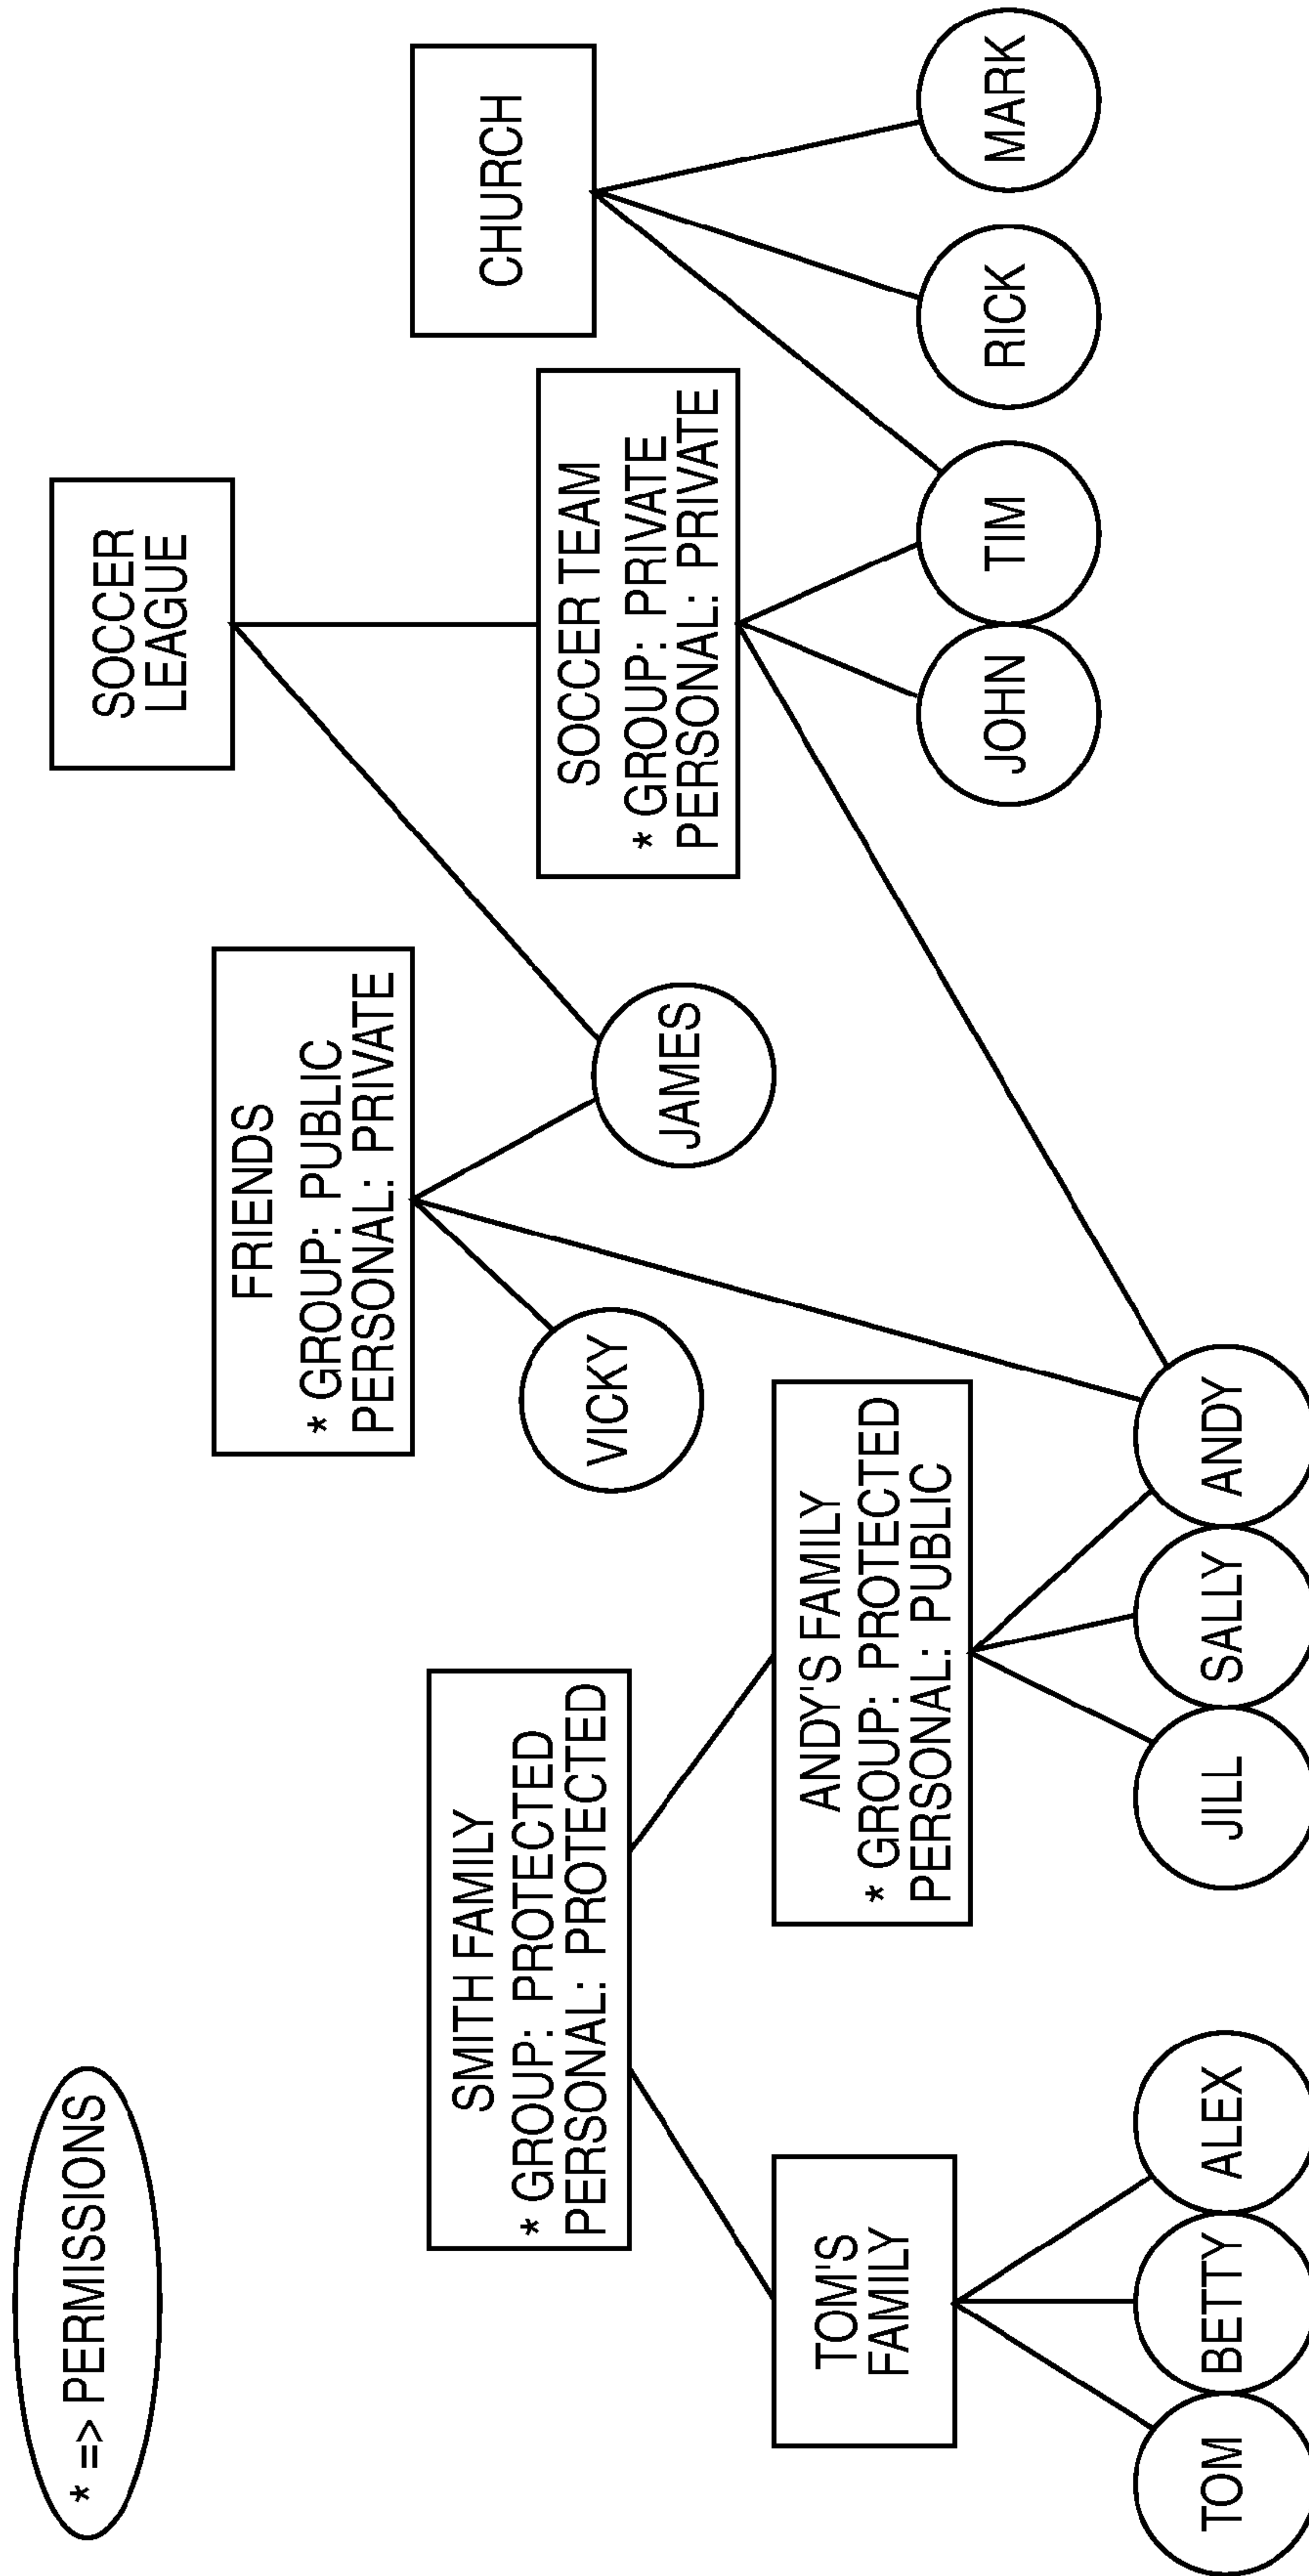 * => PERMISSIONS
SOCCER
LEAGUE
FRIENDS
* GROUP: PUBLIC
PERSONAL: PRIVATE
SMITH FAMILY
* GROUP: PROTECTED
PERSONAL: PROTECTED
CHURCH
SOCCER TEAM
* GROUP: PRIVATE
PERSONAL: PRIVATE
VICKY
JAMES
TOM'S
FAMILY
ANDY'S FAMILY
* GROUP: PROTECTED
PERSONAL: PUBLIC
JOHN
TIM
RICK
MARK
TOM
BETTY
ALEX
JILL
SALLY
ANDY